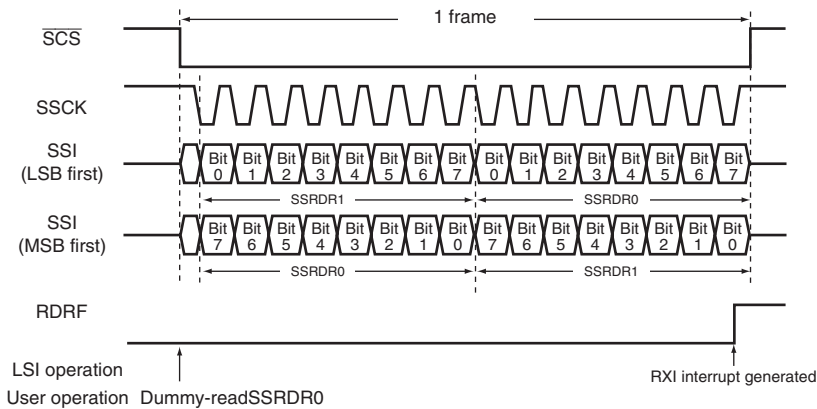 1 frame
SCS
SSCK
SSI
(LSB first)
Bit 0 Bit 1 Bit 2 Bit 3 Bit 4 Bit 5 Bit 6 Bit 7 Bit 0 Bit 1 Bit 2 Bit 3 Bit 4 Bit 5 Bit 6 Bit 7
SSRDR1 SSRDR0
SSI
(MSB first)
Bit 7 Bit 6 Bit 5 Bit 4 Bit 3 Bit 2 Bit 1 Bit 0 Bit 7 Bit 6 Bit 5 Bit 4 Bit 3 Bit 2 Bit 1 Bit 0
SSRDR0 SSRDR1
RDRF
LSI operation RXI interrupt generated
User operation Dummy-readSSRDR0